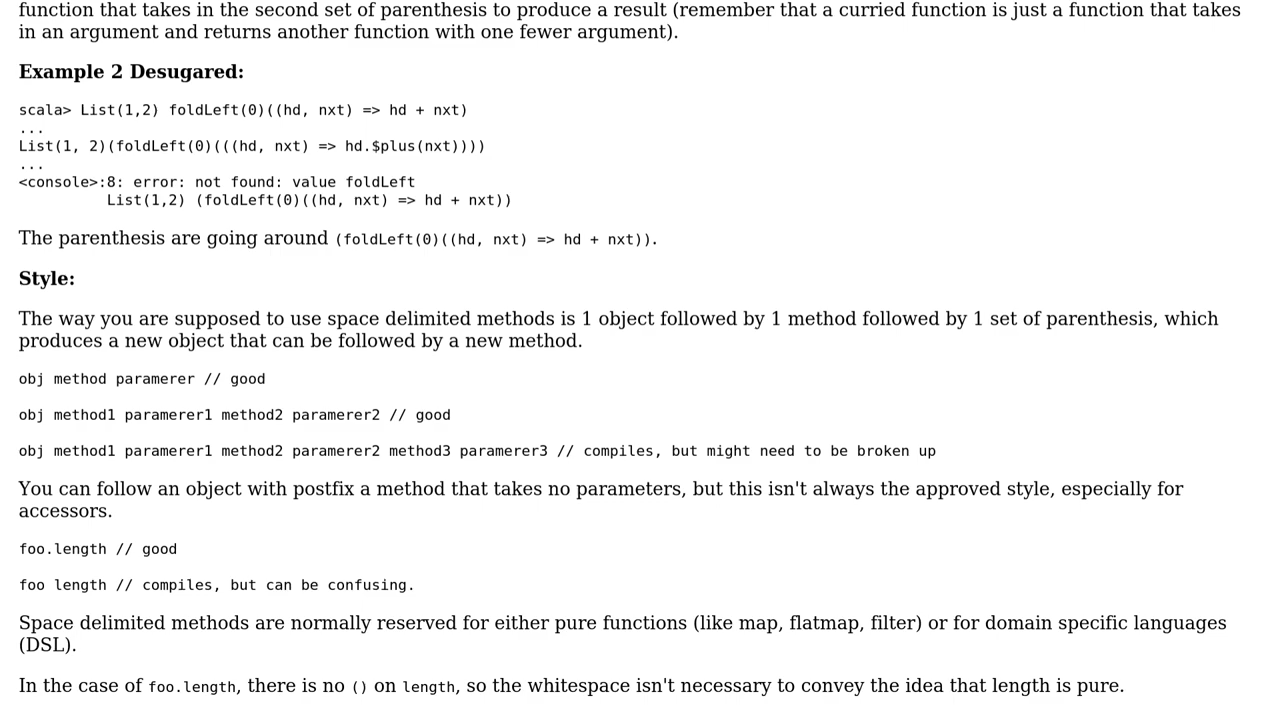 function that takes in the second set of parenthesis to produce a result (remember that a curried function is just a function that takes
in an argument and returns another function with one fewer argument).
Example 2 Desugared:
scala> List(1,2) foldLeft(0)((hd, nxt) => hd + nxt)
...
List(1, 2)(foldLeft(0)(((hd, nxt) => hd.$plus(nxt))))
...
<console>:8: error: not found: value foldLeft
          List(1,2) (foldLeft(0)((hd, nxt) => hd + nxt))
The parenthesis are going around (foldLeft(0)((hd, nxt) => hd + nxt)).
Style:
The way you are supposed to use space delimited methods is 1 object followed by 1 method followed by 1 set of parenthesis, which
produces a new object that can be followed by a new method.
obj method paramerer // good
obj method1 paramerer1 method2 paramerer2 // good
obj method1 paramerer1 method2 paramerer2 method3 paramerer3 // compiles, but might need to be broken up
You can follow an object with postfix a method that takes no parameters, but this isn't always the approved style, especially for
accessors.
foo.length // good
foo length // compiles, but can be confusing.
Space delimited methods are normally reserved for either pure functions (like map, flatmap, filter) or for domain specific languages
(DSL).
In the case of foo.length, there is no () on length, so the whitespace isn't necessary to convey the idea that length is pure.